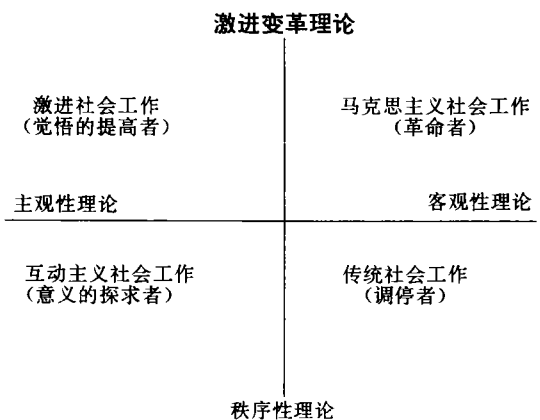 激进变革理论
激进社会工作
（觉悟的提高者）
马克思主义社会工作
（革命者）
主观性理论
客观性理论
互动主义社会工作
（意义的探求者）
传统社会工作
（调停者）
秩序性理论